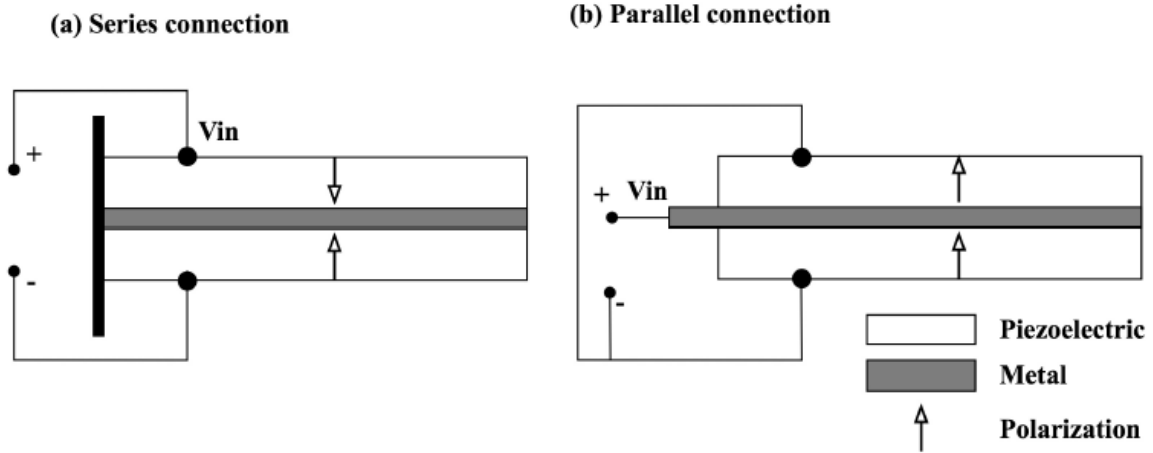 (a) Series connection
(b) Parallel connection
Vin
+
-
+ Vin
-
Piezoelectric
Metal
Polarization